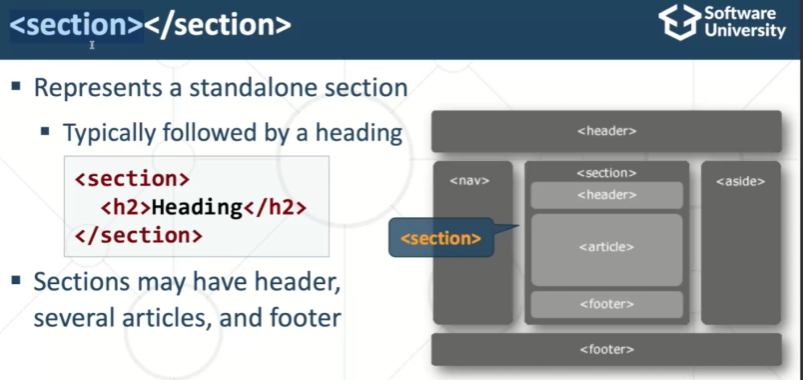 <section></section>
Software
University
▪ Represents a standalone section
▪ Typically followed by a heading
<section>
<h2>Heading</h2>
</section>
▪ Sections may have header,
several articles, and footer
<header>
<nav>
<section>
<header>
<article>
<footer>
<aside>
<section>
<footer>